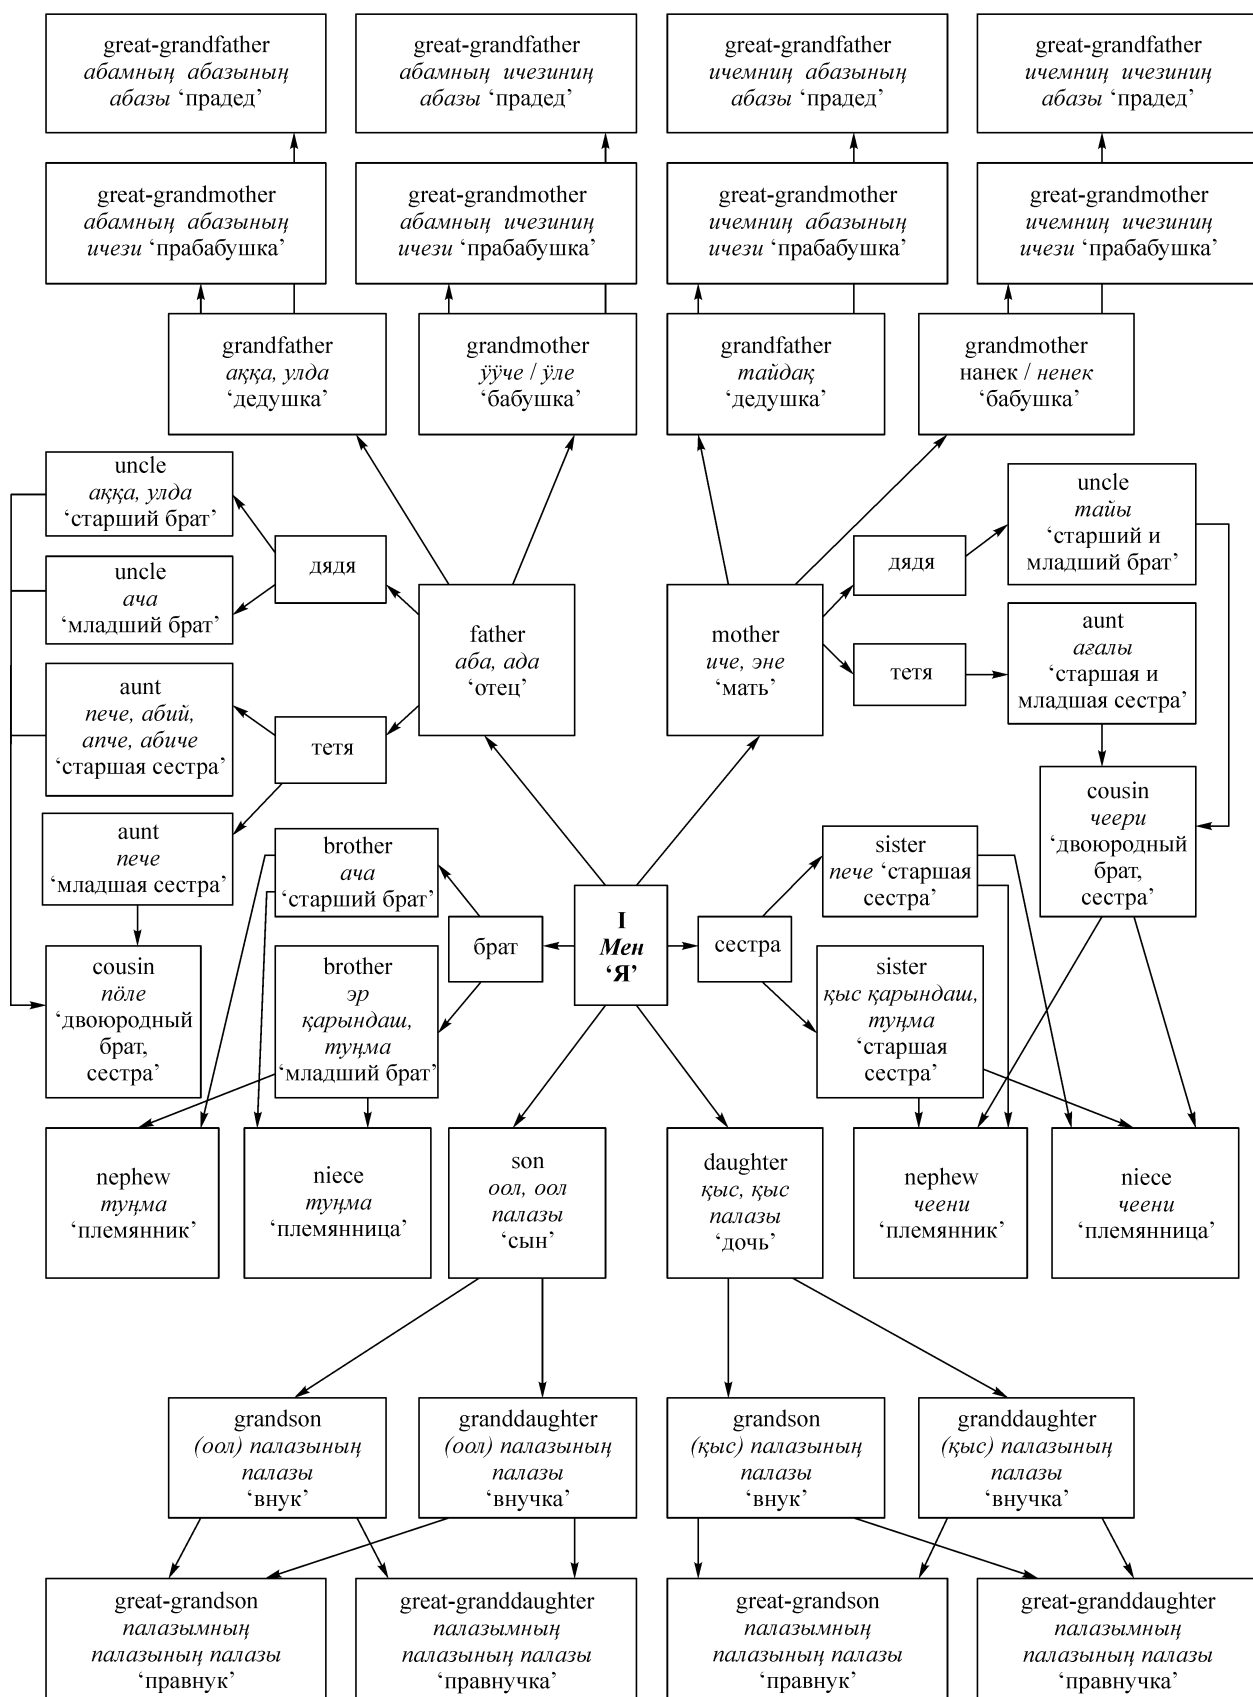 great-grandfather
абамның абазының
абазы ‘прадед’
great-grandfather
абамның ичезиниң
абазы ‘прадед’
great-grandfather
ичемниң абазының
абазы ‘прадед’
great-grandfather
ичемниң ичезиниң
абазы ‘прадед’
great-grandmother
абамның абазының
ичези ‘прабабушка’
great-grandmother
абамның ичезиниң
ичези ‘прабабушка’
great-grandmother
ичемниң абазының
ичези ‘прабабушка’
great-grandmother
ичемниң ичезиниң
ичези ‘прабабушка’
grandfather
аққа, улда
‘дедушка’
grandmother
ӱӱче / ӱле
‘бабушка’
grandfather
тайдақ
‘дедушка’
grandmother
нанек / ненек
‘бабушка’
uncle
аққа, улда
‘старший брат’
дядя
uncle
ача
‘младший брат’
aunt
пече, абий,
апче, абиче
‘старшая сестра’
тетя
aunt
пече
‘младшая сестра’
cousin
пӧле
‘двоюродный
брат,
сестра’
father
аба, ада
‘отец’
mother
иче, эне
‘мать’
дядя
uncle
тайы
‘старший и
младший брат’
тетя
aunt
ағалы
‘старшая и
младшая сестра’
cousin
чеери
‘двоюродный
брат,
сестра’
brother
ача
‘старший брат’
брат
brother
эр
қарындаш,
туңма
‘младший брат’
I
Мен
‘Я’
сестра
sister
пече ‘старшая
сестра’
sister
қыс қарындаш,
туңма
‘старшая
сестра’
nephew
туңма
‘племянник’
niece
туңма
‘племянница’
son
оол, оол
палазы
‘сын’
daughter
қыс, қыс
палазы
‘дочь’
nephew
чеени
‘племянник’
niece
чеени
‘племянница’
grandson
(оол) палазының
палазы
‘внук’
granddaughter
(оол) палазының
палазы
‘внучка’
grandson
(қыс) палазының
палазы
‘внук’
granddaughter
(қыс) палазының
палазы
‘внучка’
great-grandson
палазымның
палазының палазы
‘правнук’
great-granddaughter
палазымның
палазының палазы
‘правнучка’
great-grandson
палазымның
палазының палазы
‘правнук’
great-granddaughter
палазымның
палазының палазы
‘правнучка’